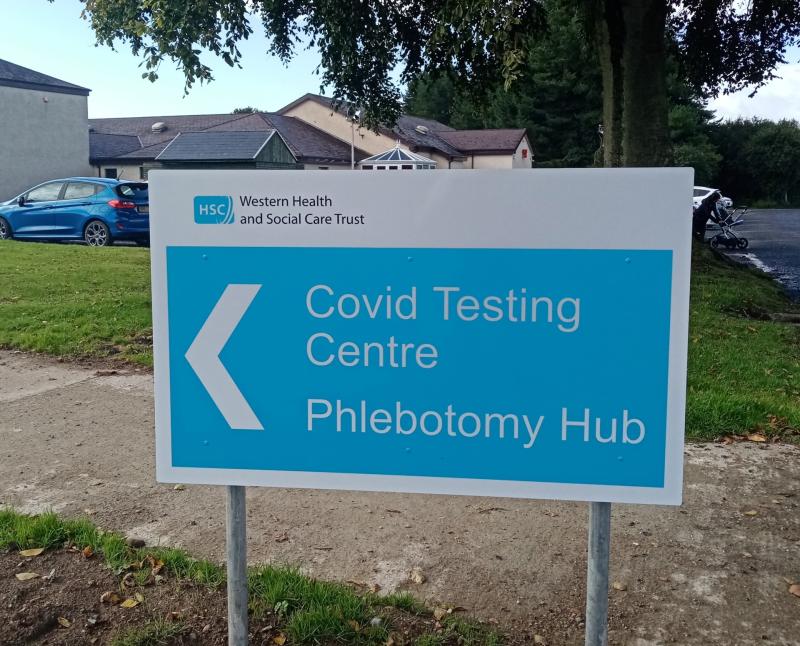 HSC
Western Health
and Social Care Trust
Covid Testing
Centre
Phlebotomy Hub